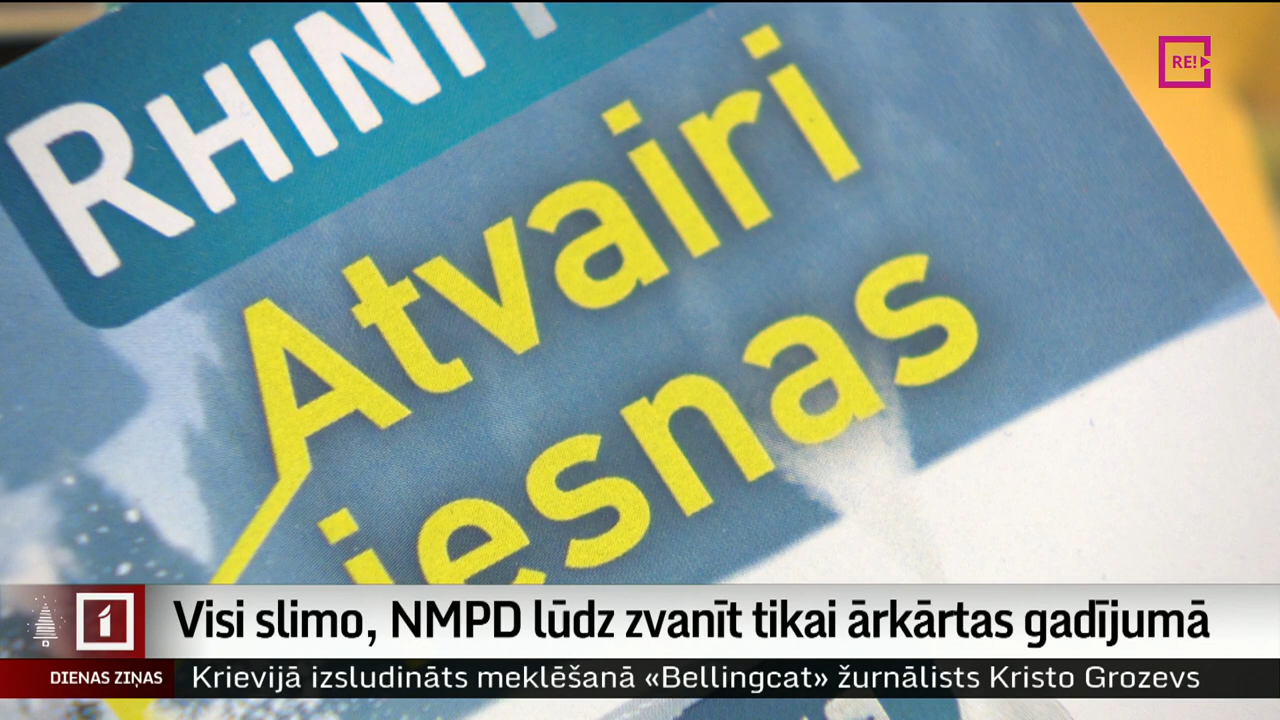 RE!
RHINI
Atvairi
iesnas
1
Visi slimo, NMPD lūdz zvanīt tikai ārkārtas gadījumā
DIENAS ZIŅAS
Krievijā izsludināts meklēšanā «Bellingcat» žurnālists Kristo Grozevs